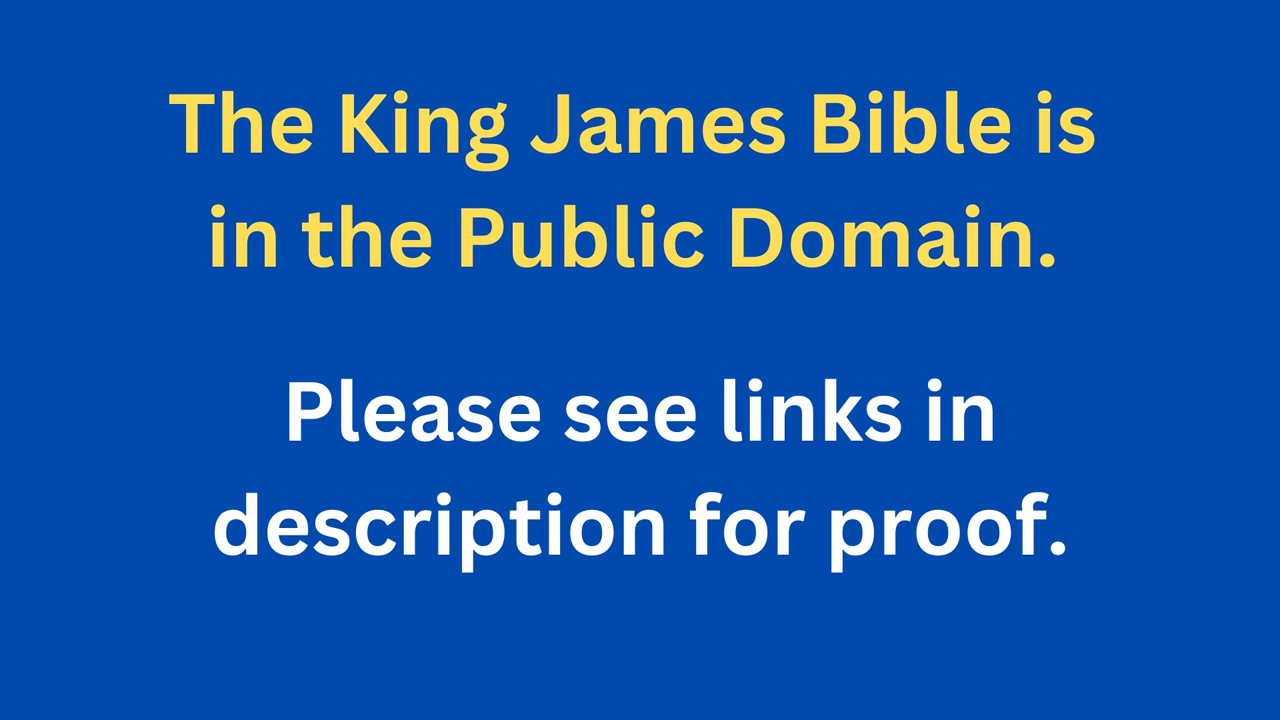 The King James Bible is
in the Public Domain.
Please see links in
description for proof.